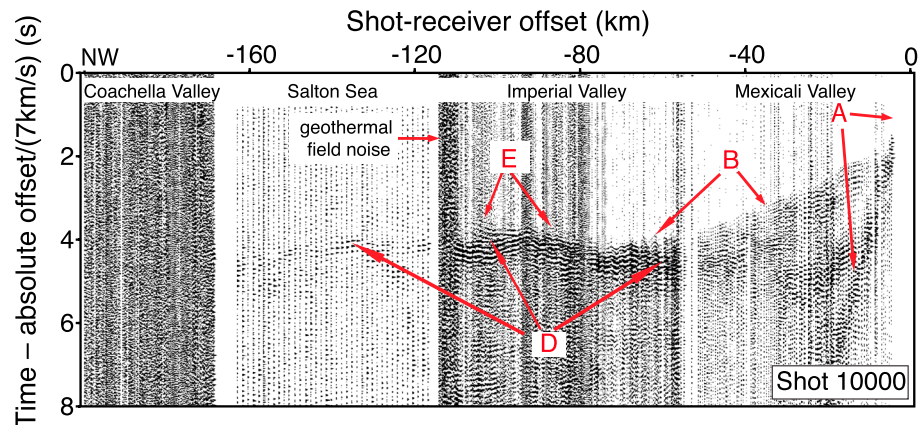 Shot-receiver offset (km)
NW -160 -120 -80 -40 0
Time – absolute offset/(7km/s) (s)
0
Coachella Valley Salton Sea Imperial Valley Mexicali Valley
geothermal
field noise
A
E
B
2
4
D
6
Shot 10000
8